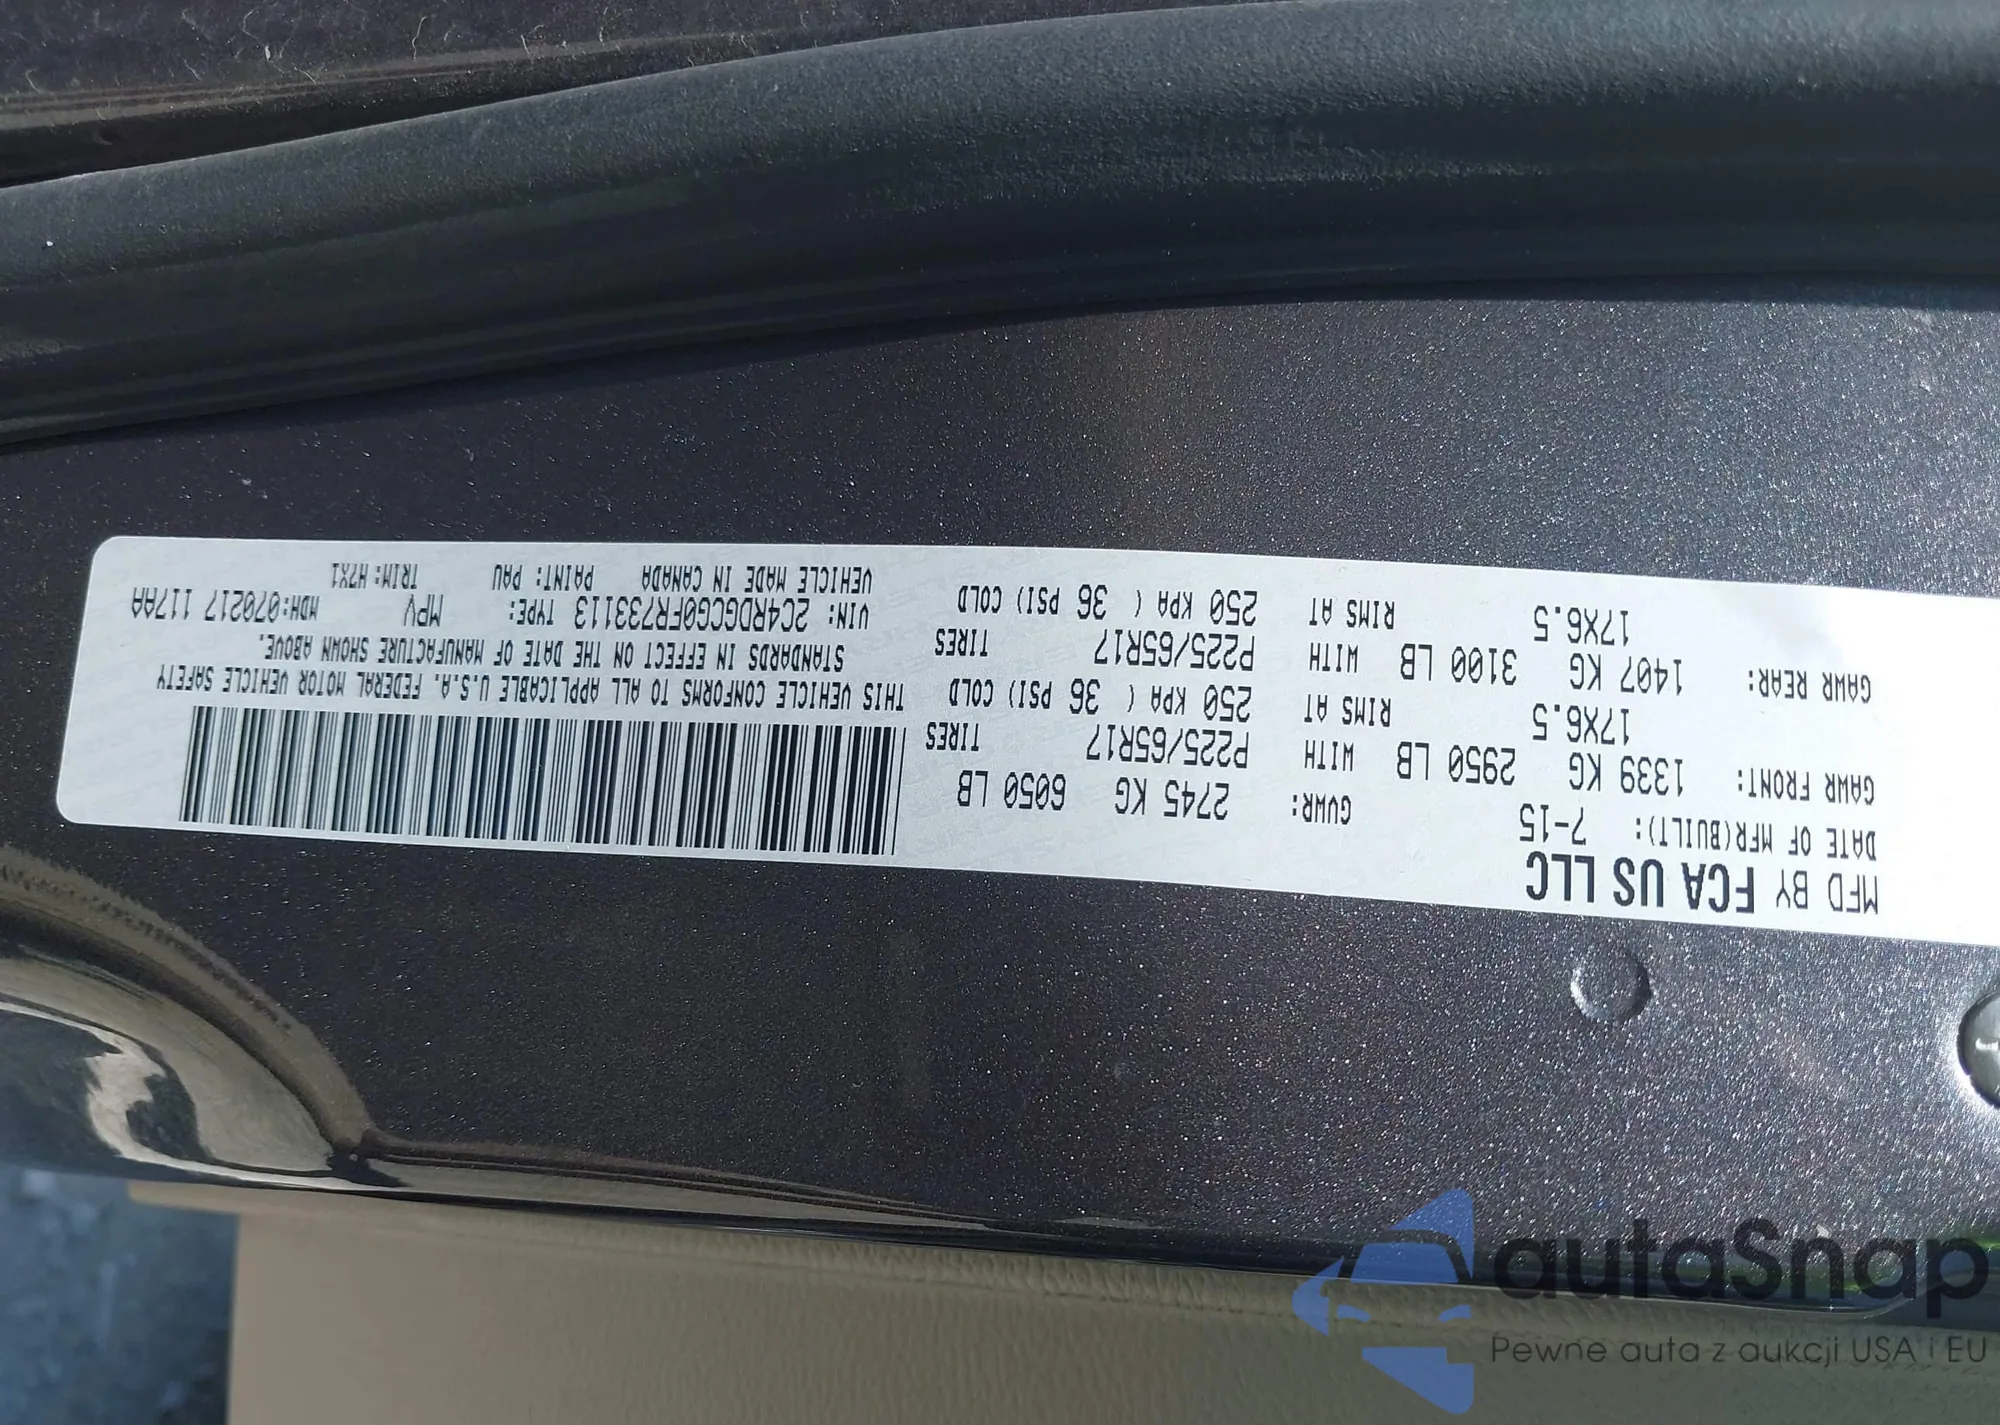 MFD BY FCA US LLC
DATE OF MFR(BUILT): 7-15 GVWR: 2745 KG 6050 LB
GAWR FRONT: 1339 KG 2950 LB WITH P225/65R17 TIRES
17X6.5 RIMS AT 250 KPA ( 36 PSI) COLD
GAWR REAR: 1407 KG 3100 LB WITH P225/65R17 TIRES
17X6.5 RIMS AT 250 KPA ( 36 PSI) COLD
THIS VEHICLE CONFORMS TO ALL APPLICABLE U.S.A. FEDERAL MOTOR VEHICLE SAFETY
STANDARDS IN EFFECT ON THE DATE OF MANUFACTURE SHOWN ABOVE.
VIN: 2C4RDGCG0FR733113 TYPE: MPV MDH:070217 117AA
VEHICLE MADE IN CANADA PAINT: PAU TRIM: H7X1
autaSnap
Pewne auta z aukcji USA i EU